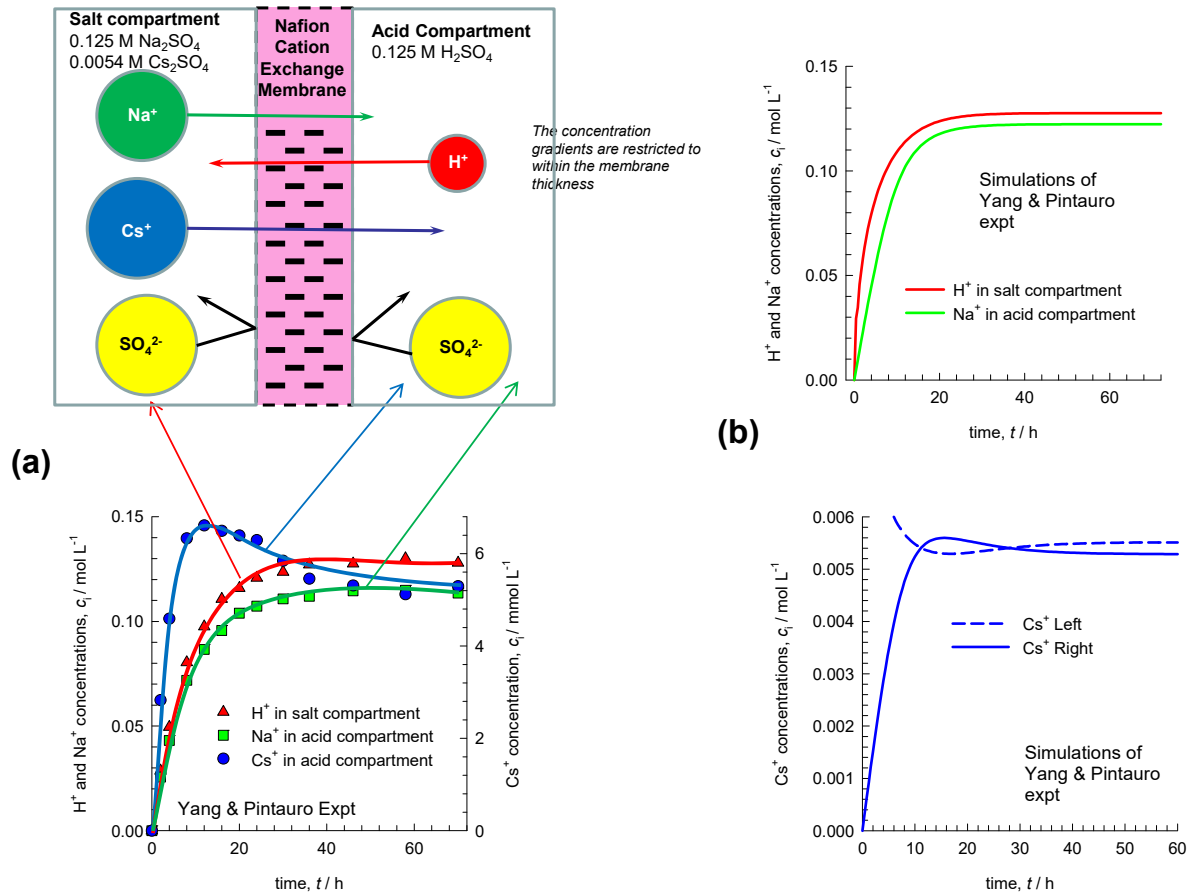 Salt compartment
0.125 M Na₂SO₄
0.0054 M Cs₂SO₄
Nafion
Cation
Exchange
Membrane
Acid Compartment
0.125 M H₂SO₄
Na⁺
H⁺
Cs⁺
SO₄²⁻
SO₄²⁻
The concentration
gradients are restricted to
within the membrane
thickness
(a)
H⁺ and Na⁺ concentrations, cᵢ / mol L⁻¹
0.15
0.10
0.05
0.00
0
20
40
60
time, t / h
6
4
2
0
Cs⁺ concentration, cᵢ / mmol L⁻¹
H⁺ in salt compartment
Na⁺ in acid compartment
Cs⁺ in acid compartment
Yang & Pintauro Expt
(b)
H⁺ and Na⁺ concentrations, cᵢ / mol L⁻¹
0.15
0.10
0.05
0.00
0
20
40
60
time, t / h
Simulations of
Yang & Pintauro
expt
H⁺ in salt compartment
Na⁺ in acid compartment
Cs⁺ concentrations, cᵢ / mol L⁻¹
0.006
0.005
0.004
0.003
0.002
0.001
0.000
0
10
20
30
40
50
60
time, t / h
Cs⁺ Left
Cs⁺ Right
Simulations of
Yang & Pintauro
expt